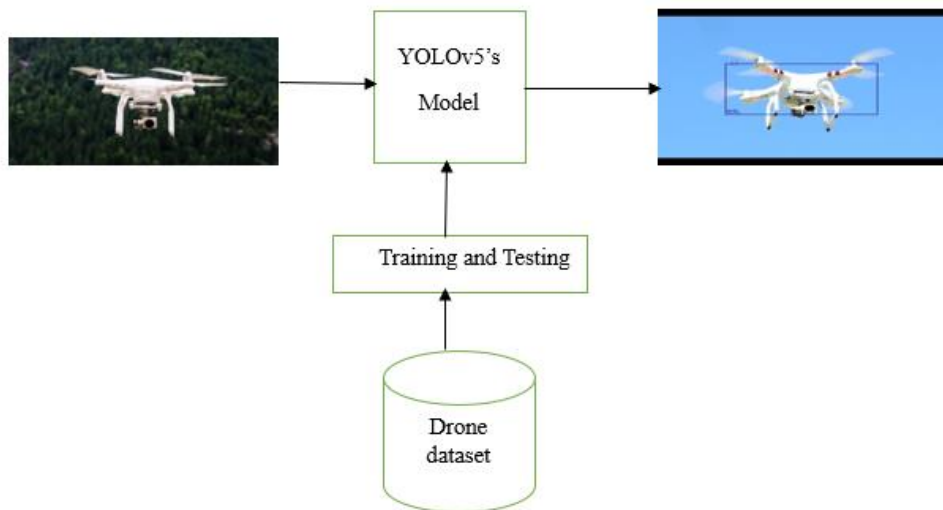 YOLOv5’s
Model
Training and Testing
Drone
dataset